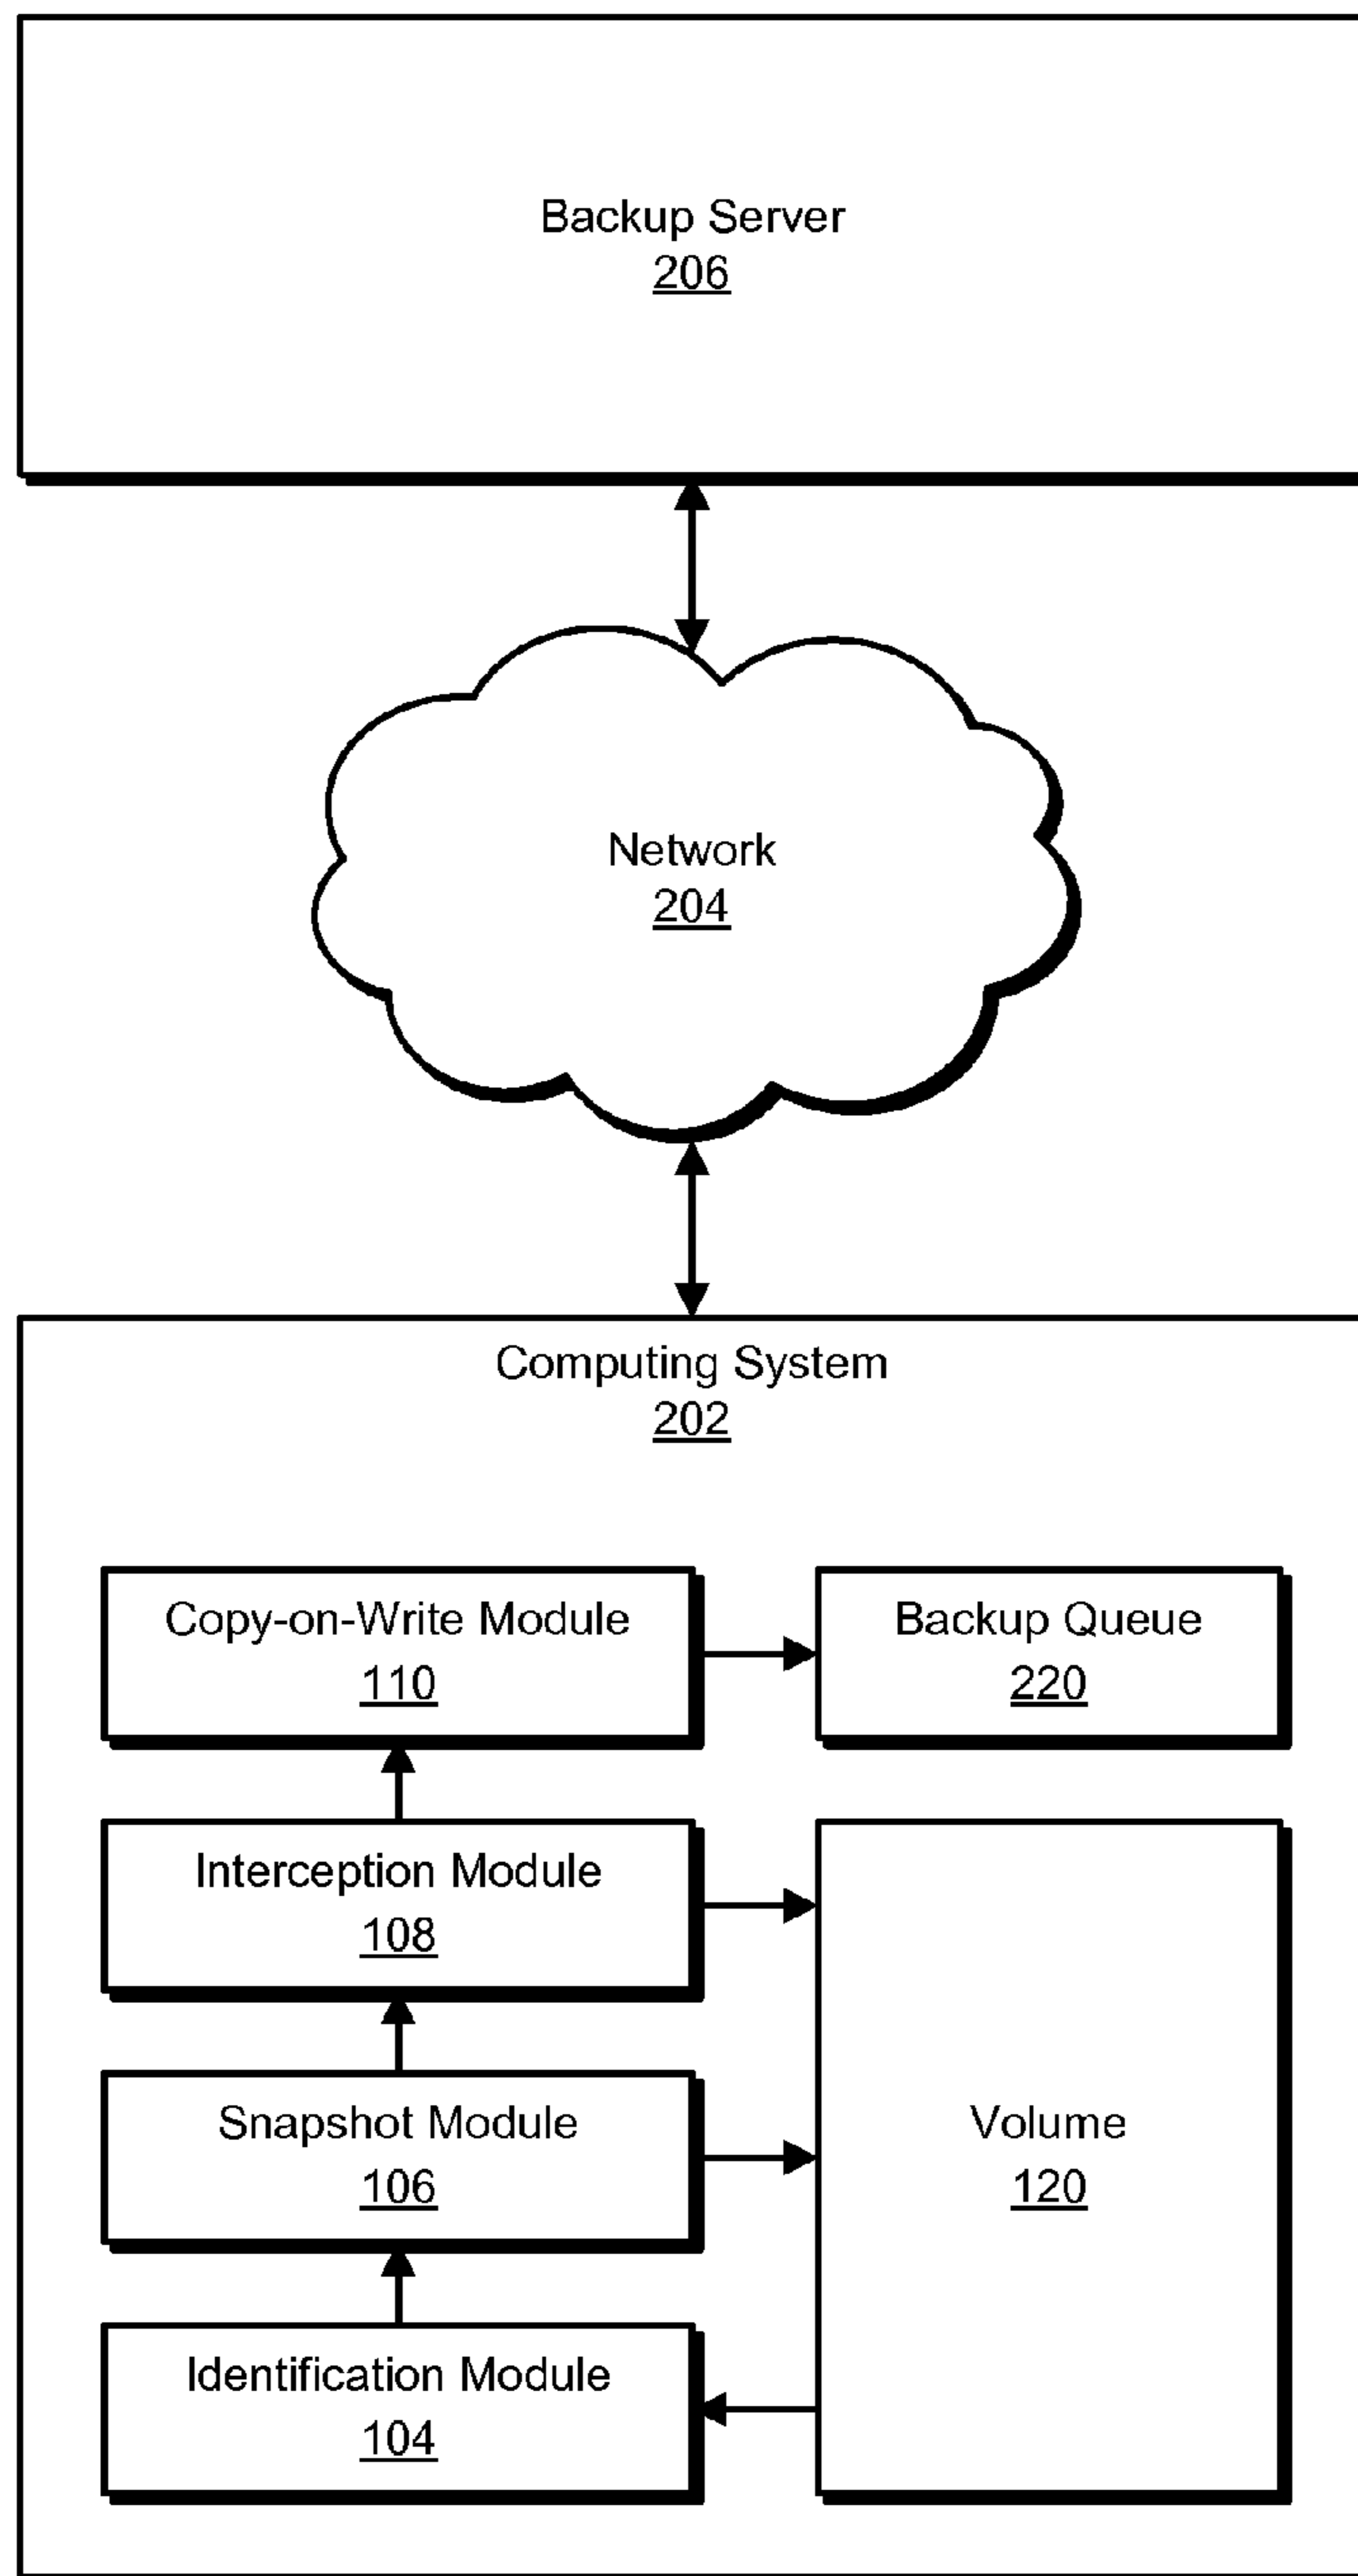 Backup Server
206
Network
204
Computing System
202
Copy-on-Write Module
110
Backup Queue
220
Interception Module
108
Snapshot Module
106
Volume
120
Identification Module
104